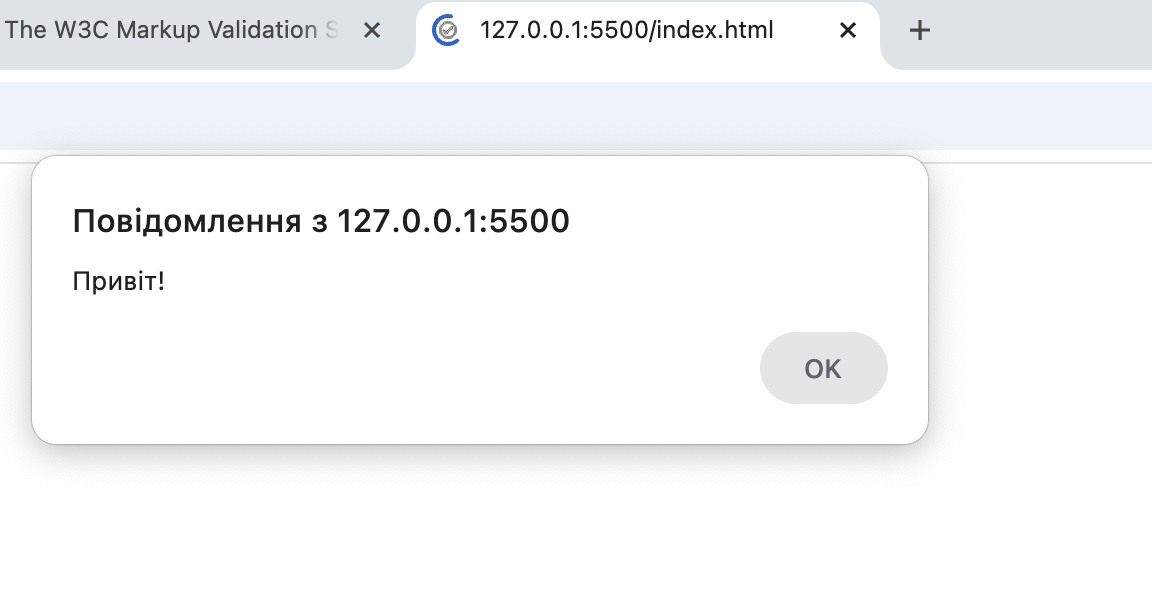 The W3C Markup Validation S
127.0.0.1:5500/index.html
Повідомлення з 127.0.0.1:5500
Привіт!
OK